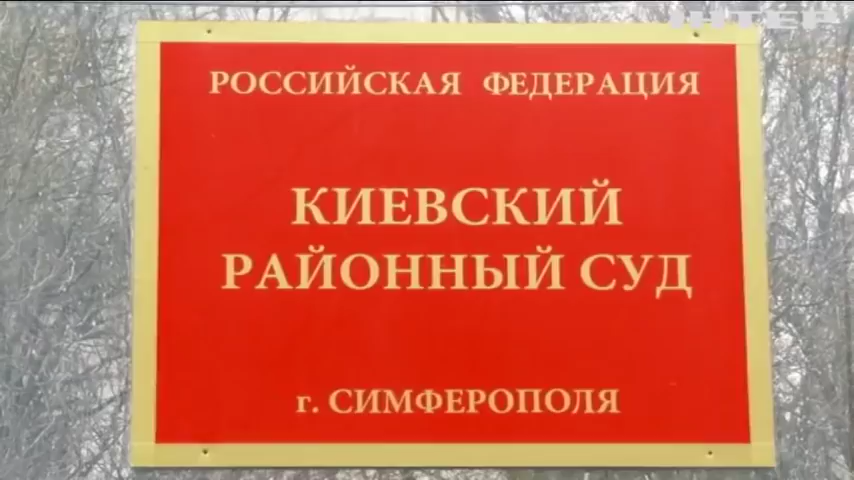 ІНТЕР
РОССИЙСКАЯ ФЕДЕРАЦИЯ
КИЕВСКИЙ
РАЙОННЫЙ СУД
г. СИМФЕРОПОЛЯ